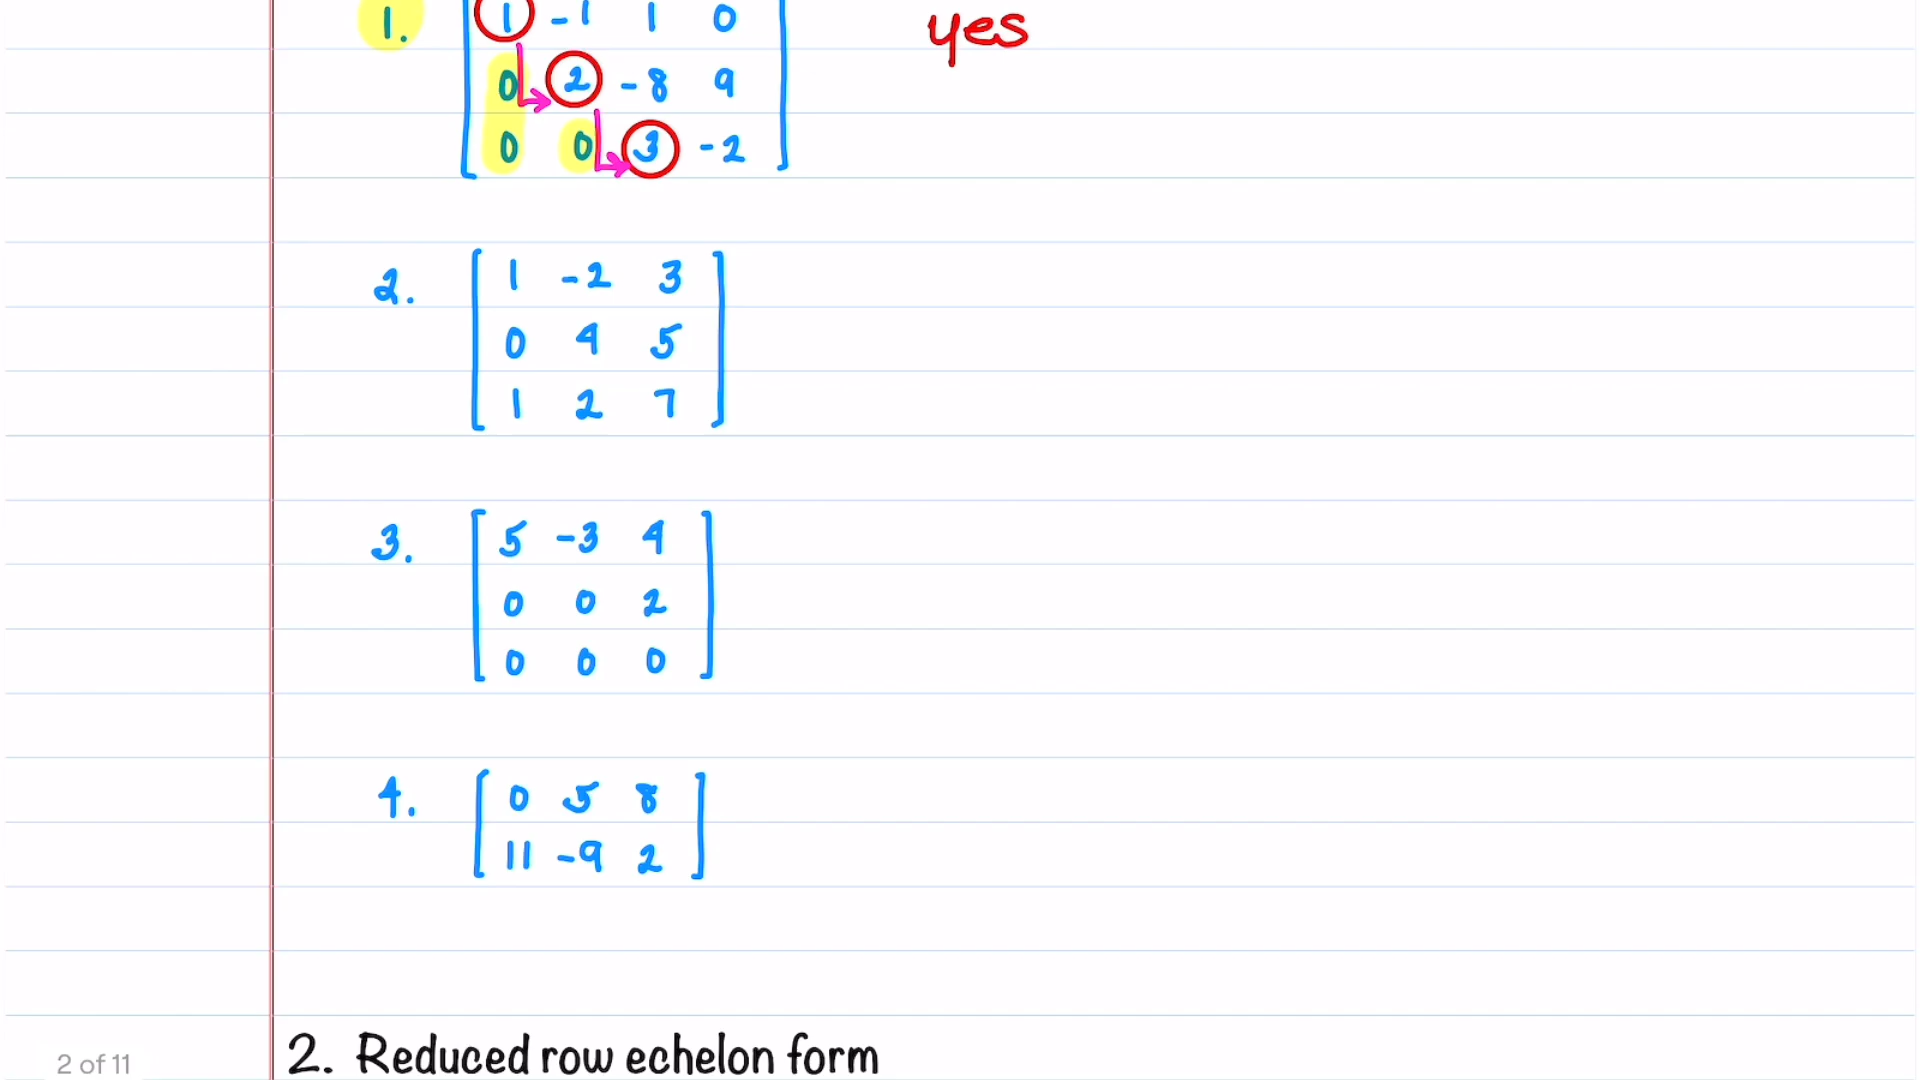 1. 1 -1 1 0 yes
0 2 -8 9
0 0 3 -2
2. 1 -2 3
0 4 5
1 2 7
3. 5 -3 4
0 0 2
0 0 0
4. 0 5 8
11 -9 2
2. Reduced row echelon form
2 of 11